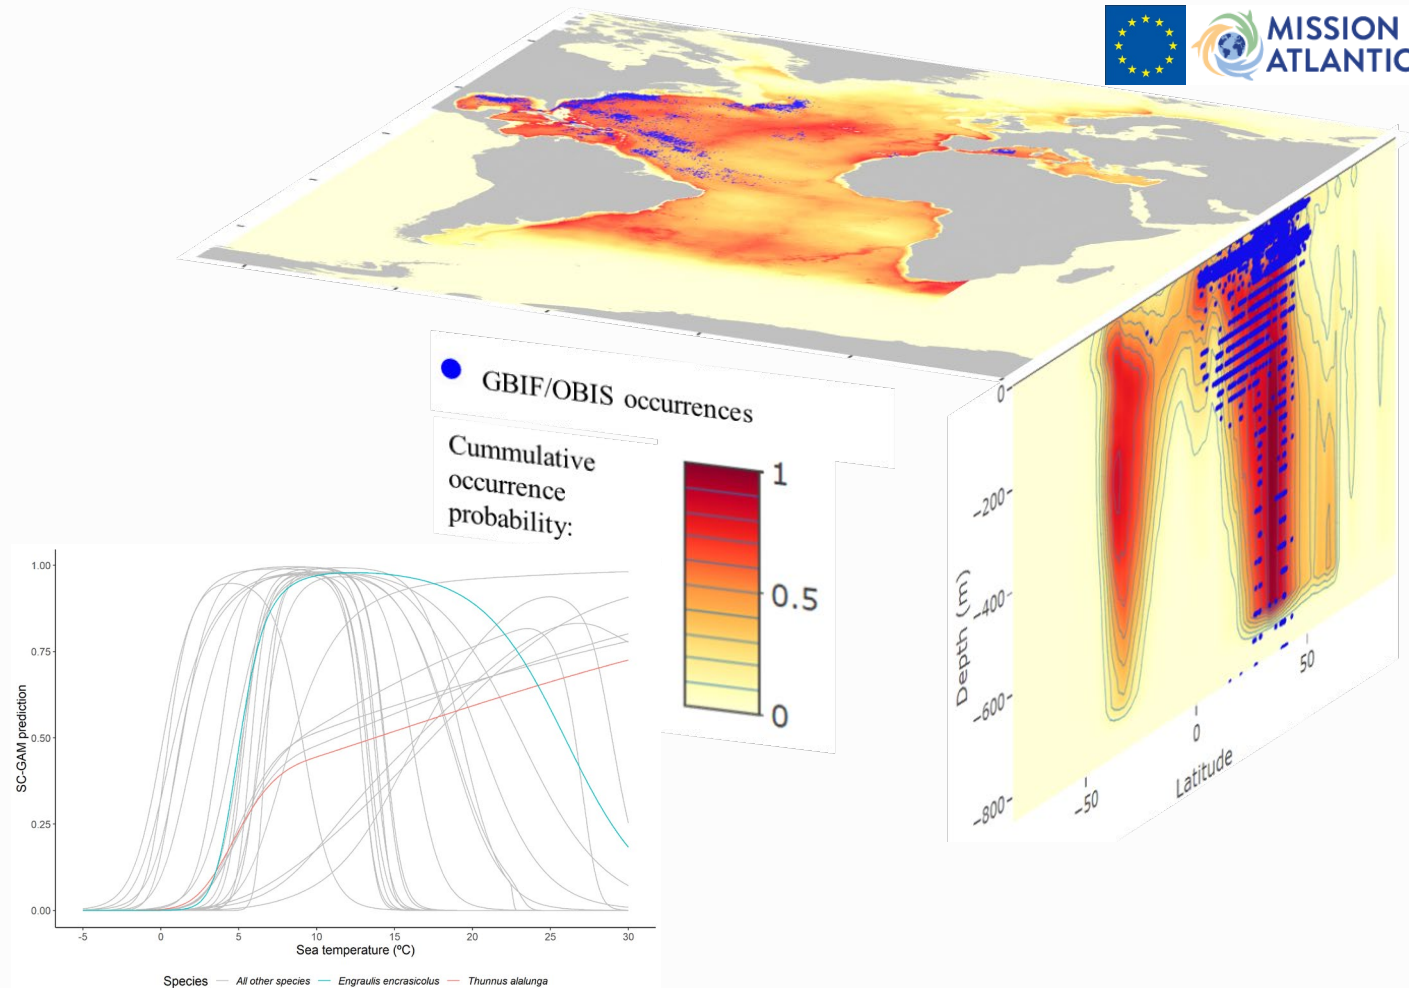 MISSION
ATLANTIC
GBIF/OBIS occurrences
Cummulative
occurrence
probability:
1
0.5
0
0
−200
−400
−600
−800
Depth (m)
−50
0
50
Latitude
1.00
0.75
0.50
0.25
0.00
SC-GAM prediction
-5
0
5
10
15
20
25
30
Sea temperature (ºC)
Species
All other species
Engraulis encrasicolus
Thunnus alalunga